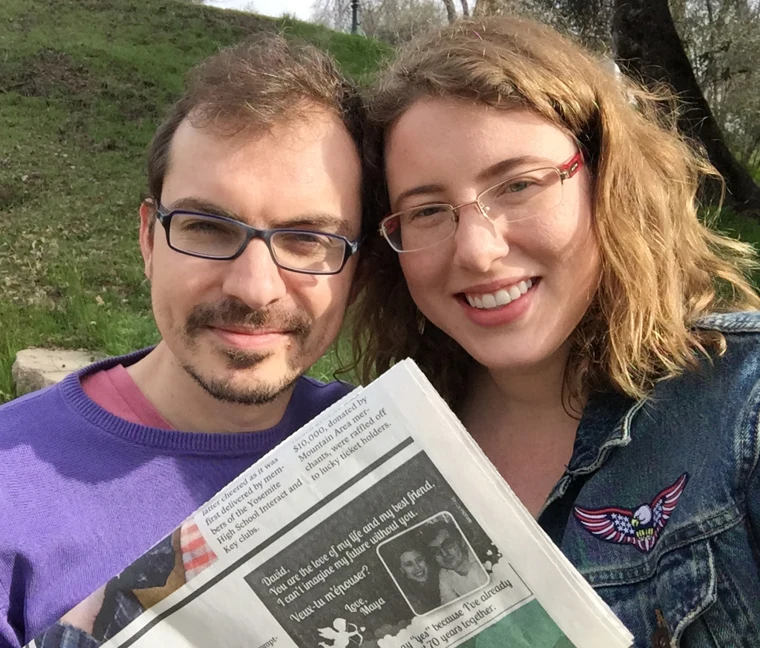 latter cheered as it was
first delivered by mem-
bers of the Yosemite
High School Interact and
Key clubs.
$10,000, donated by
Mountain Area mer-
chants, were raffled off
to lucky ticket holders.
David,
You are the love of my life and my best friend.
I can't imagine my future without you.
Veux-tu m'épouser?
Love,
Maya
"yes" because I've already
70 years together.